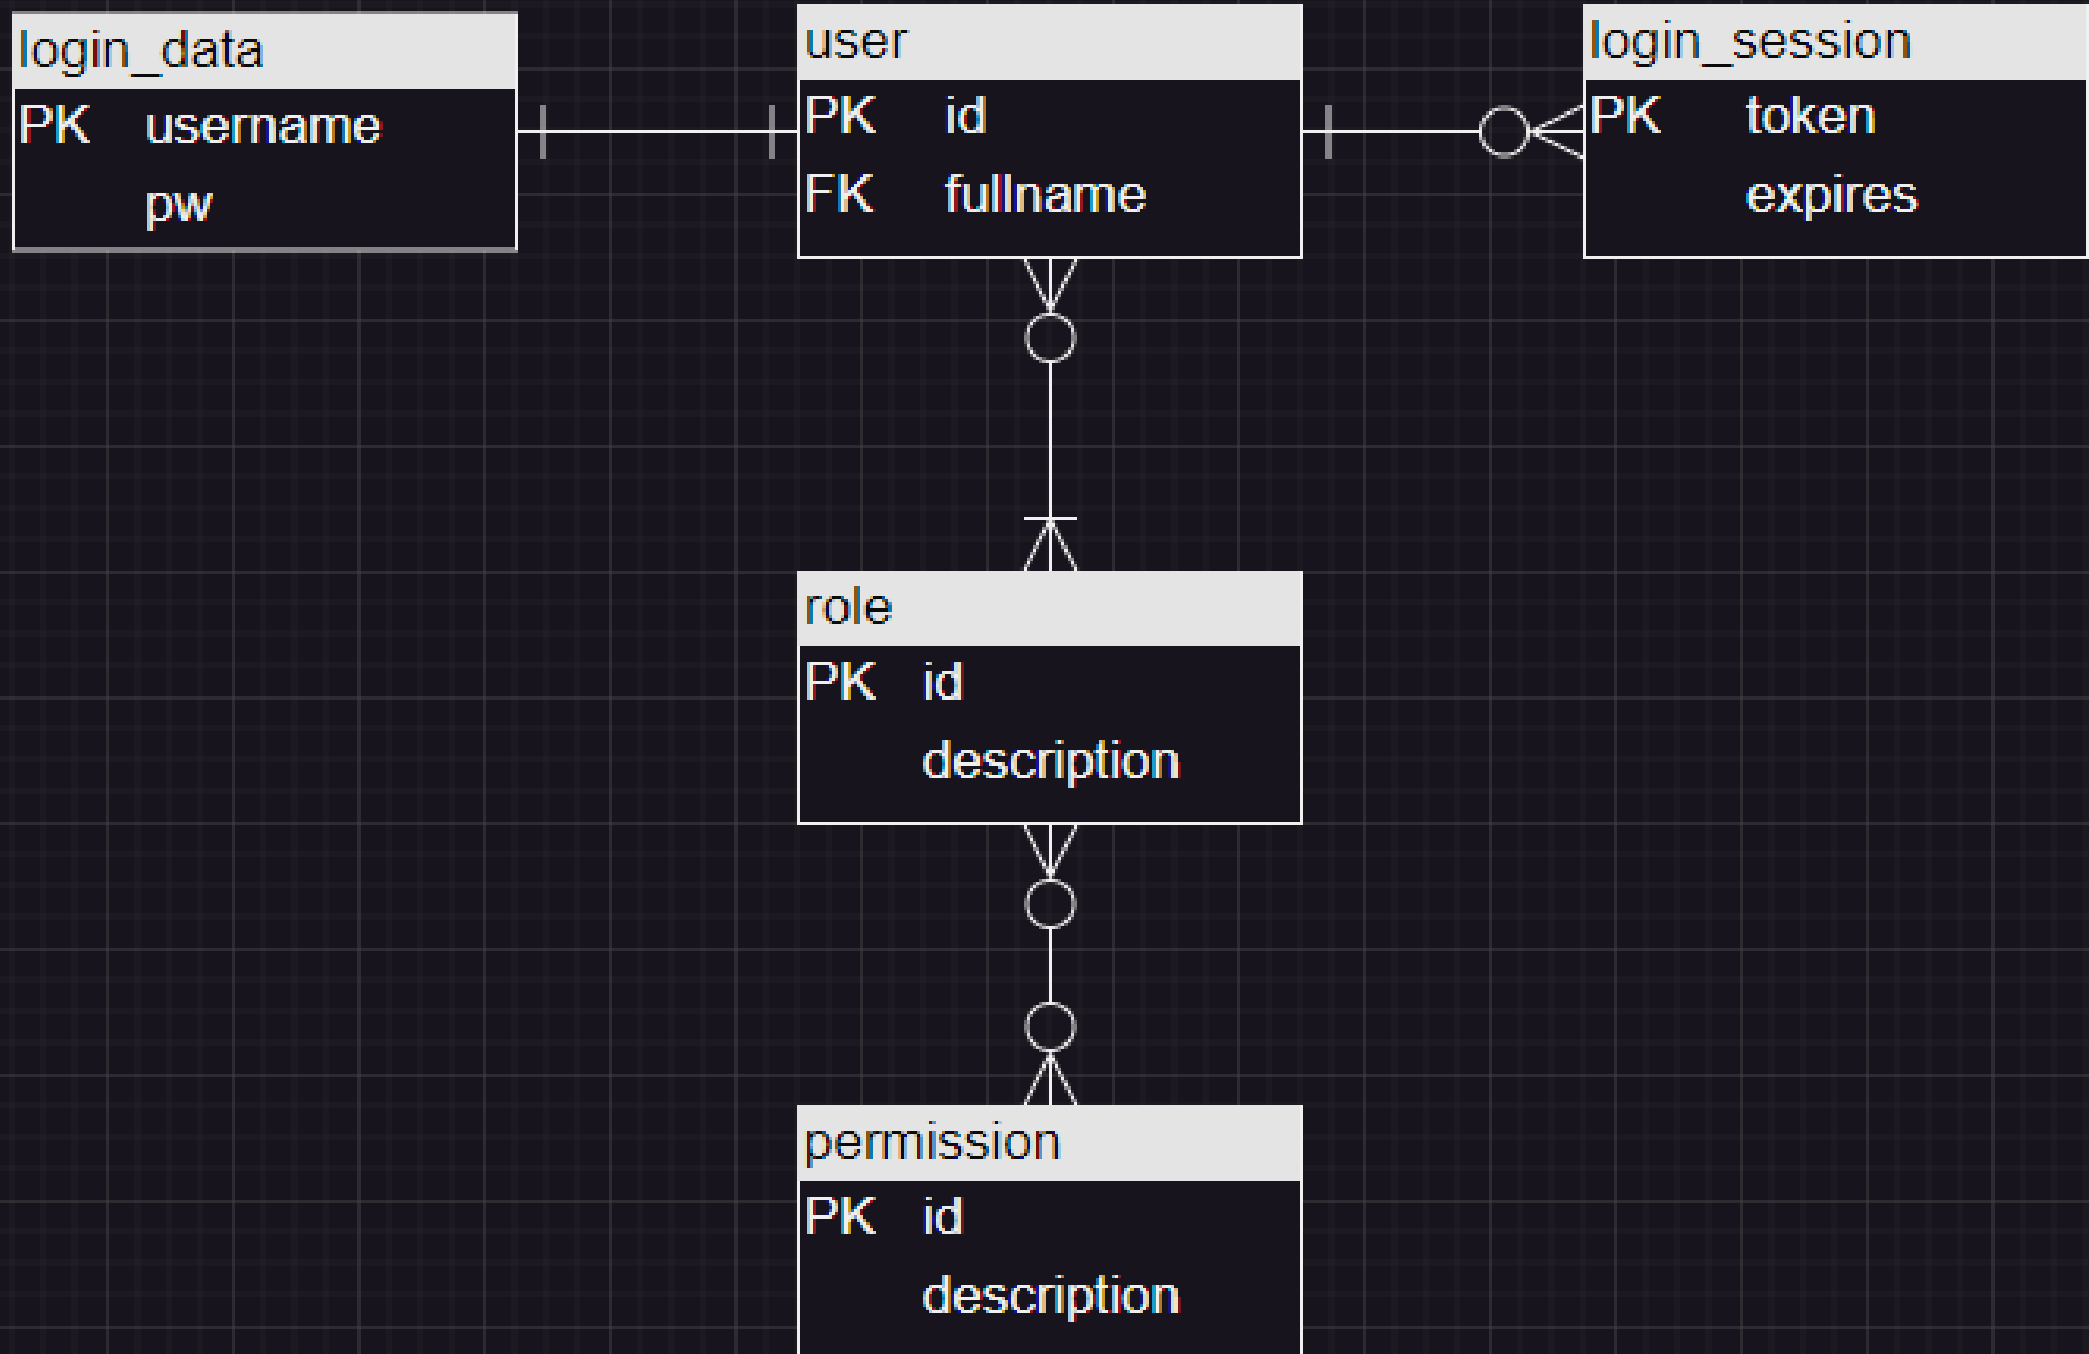 login_data
PK username
pw
user
PK id
FK fullname
login_session
PK token
expires
role
PK id
description
permission
PK id
description